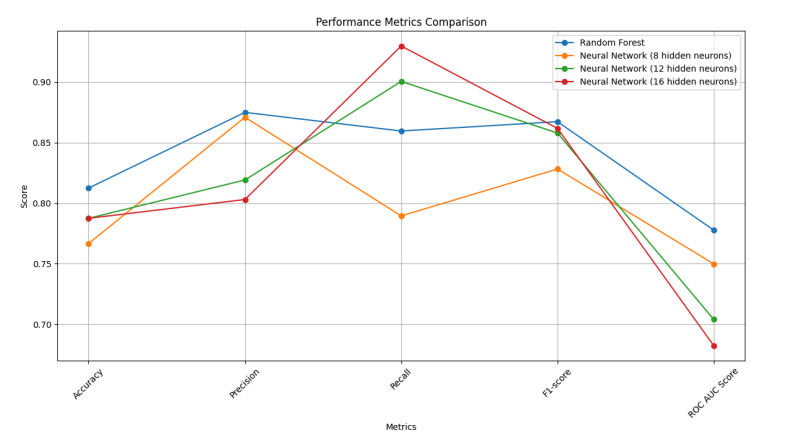 Performance Metrics Comparison
Random Forest
Neural Network (8 hidden neurons)
Neural Network (12 hidden neurons)
Neural Network (16 hidden neurons)
Score
0.90
0.85
0.80
0.75
0.70
Accuracy
Precision
Recall
F1-score
ROC AUC Score
Metrics